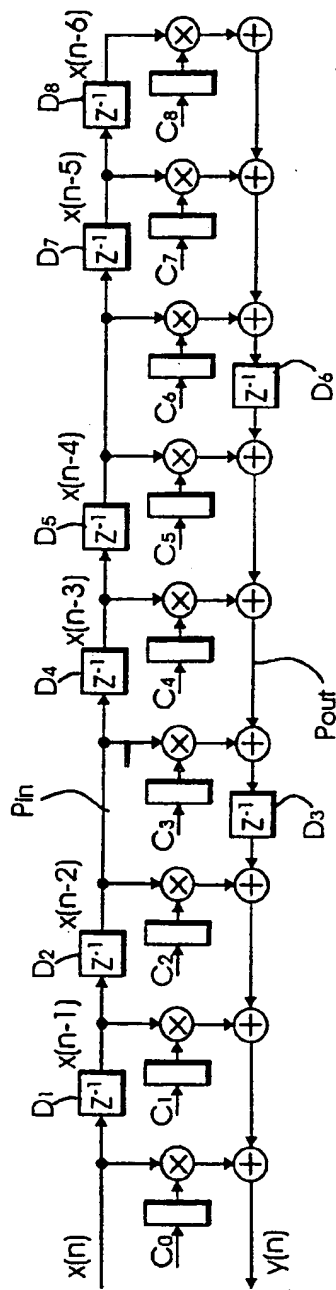 x(n)
D1
Z-1
x(n-1)
D2
Z-1
x(n-2)
Pin
D4
Z-1
x(n-3)
D5
Z-1
x(n-4)
D7
Z-1
x(n-5)
D8
Z-1
x(n-6)
C0
C1
C2
C3
C4
C5
C6
C7
C8
y(n)
Z-1
D3
Pout
Z-1
D6